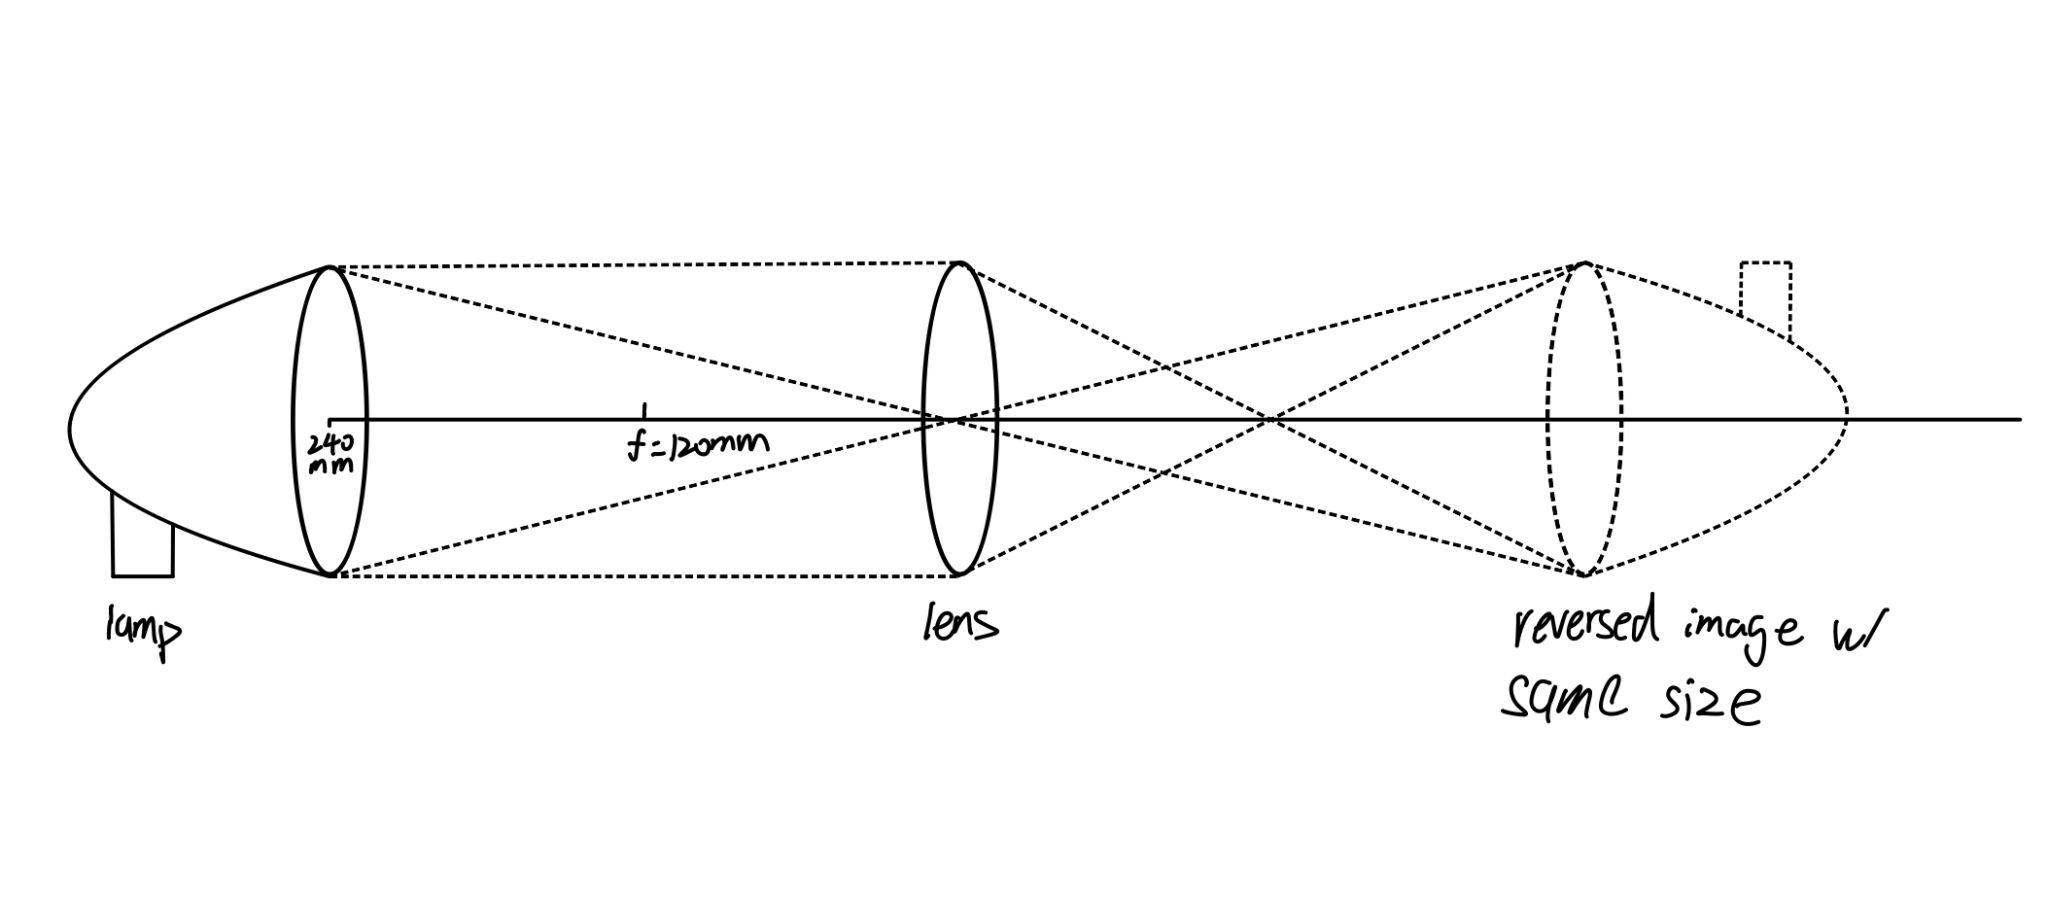 240
mm
f=120mm
lamp
lens
reversed image w/
same size